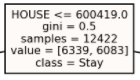 HOUSE <= 600419.0
gini = 0.5
samples = 12422
value = [6339, 6083]
class = Stay